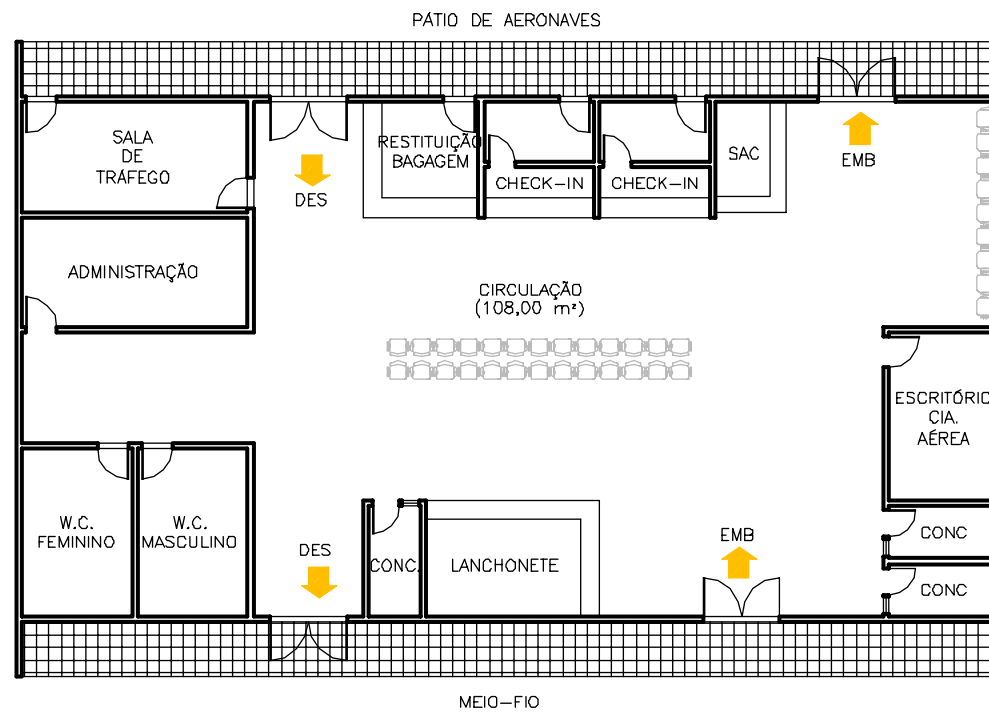 PÁTIO DE AERONAVES
SALA
DE
TRÁFEGO
DES
RESTITUIÇÃO
BAGAGEM
CHECK-IN
CHECK-IN
SAC
EMB
ADMINISTRAÇÃO
CIRCULAÇÃO
(108,00 m²)
ESCRITÓRIO
CIA.
AÉREA
W.C.
FEMININO
W.C.
MASCULINO
DES
CONC.
LANCHONETE
EMB
CONC
CONC
MEIO-FIO